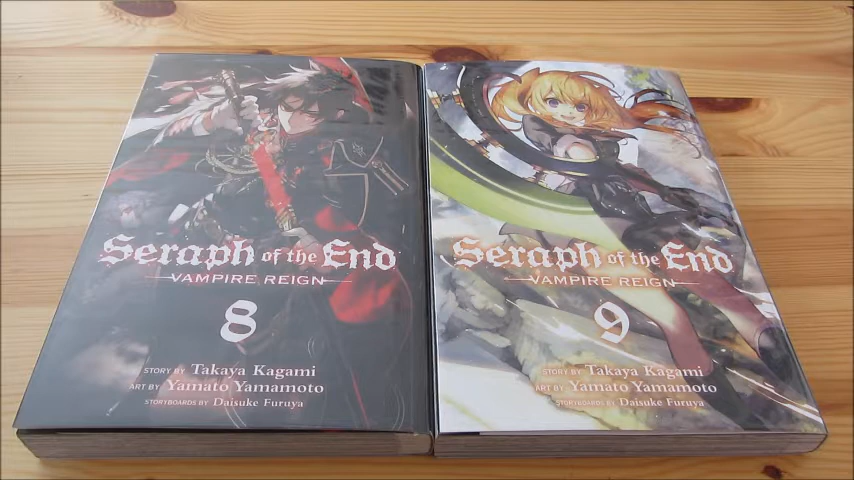 Seraph of the End
VAMPIRE REIGN
8
STORY BY Takaya Kagami
ART BY Yamato Yamamoto
STORYBOARDS BY Daisuke Furuya
Seraph of the End
VAMPIRE REIGN
9
STORY BY Takaya Kagami
ART BY Yamato Yamamoto
STORYBOARDS BY Daisuke Furuya